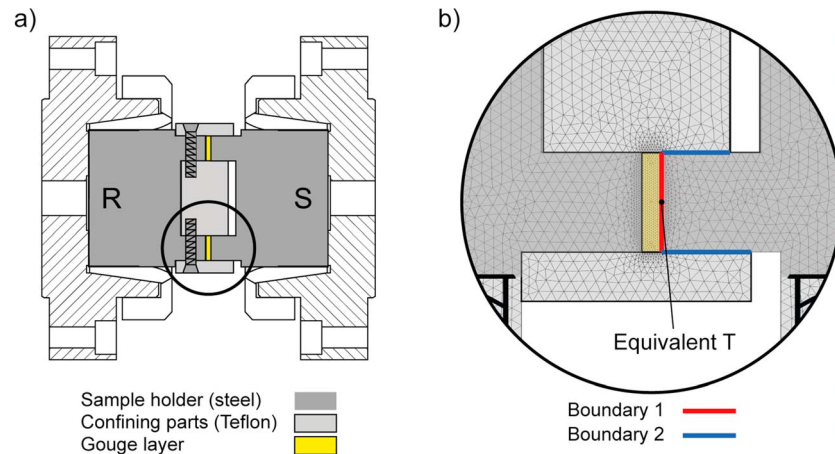 a)
R
S
Sample holder (steel)
Confining parts (Teflon)
Gouge layer
b)
Equivalent T
Boundary 1
Boundary 2